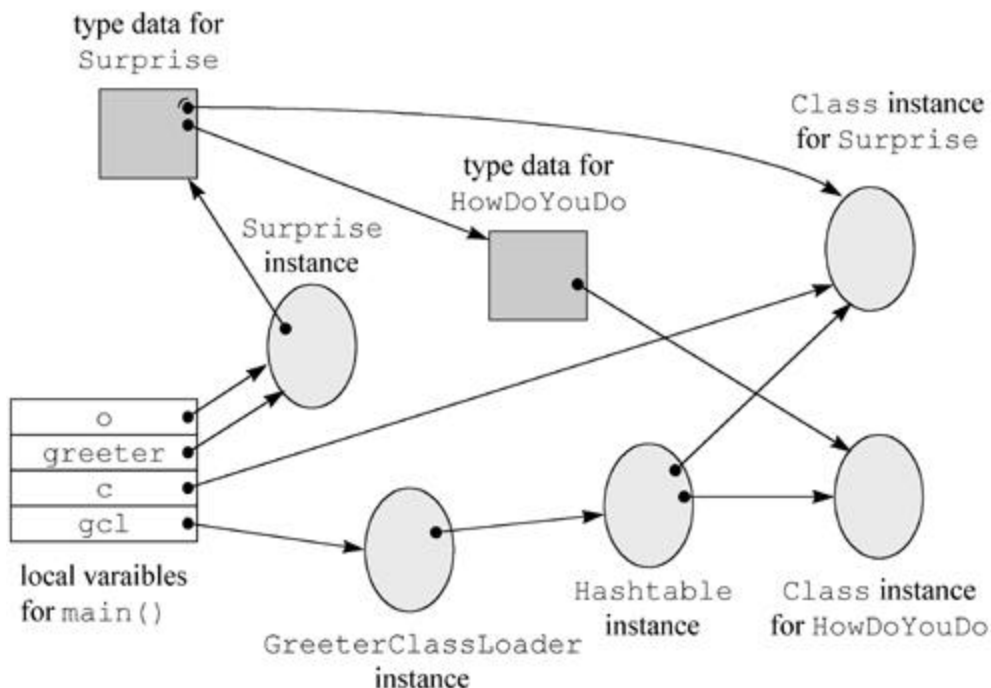 type data for
Surprise
Class instance
for Surprise
type data for
HowDoYouDo
Surprise
instance
o
greeter
c
gcl
local varaibles
for main()
GreeterClassLoader
instance
Hashtable
instance
Class instance
for HowDoYouDo